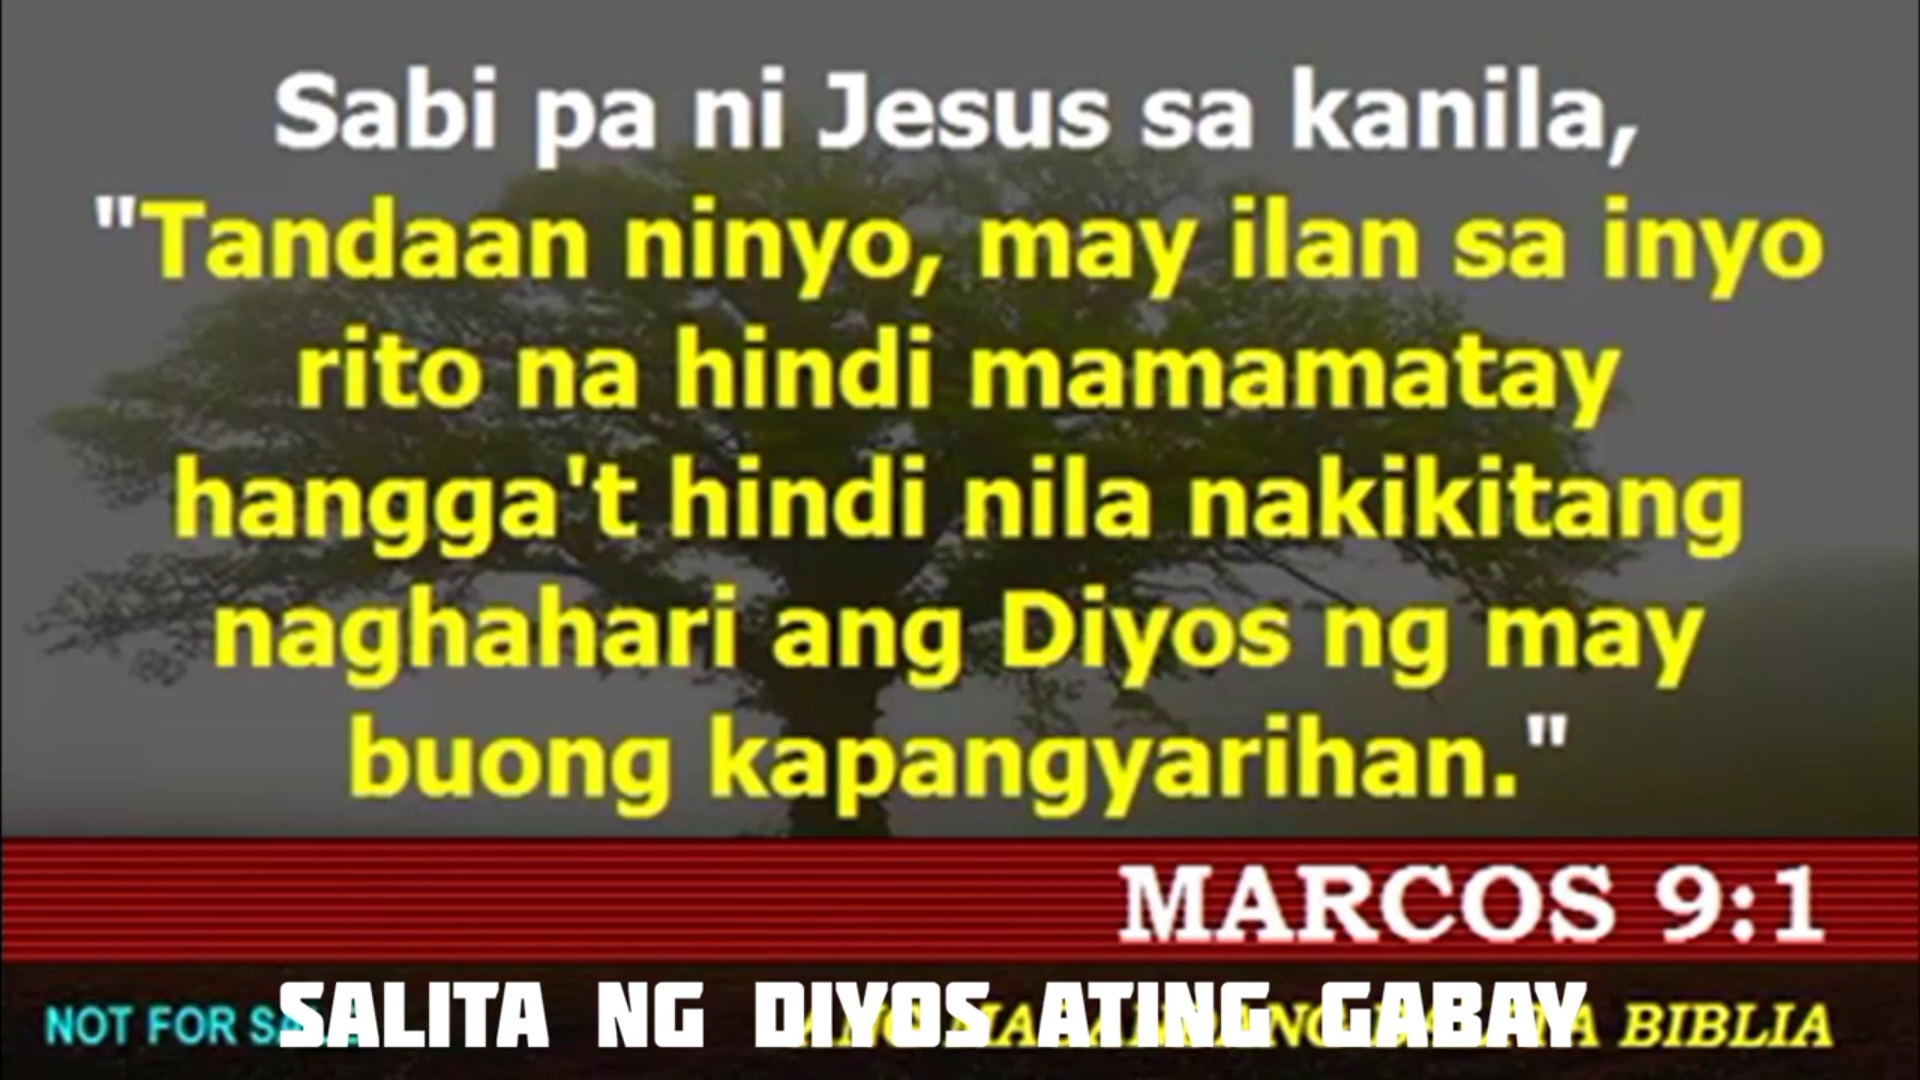 Sabi pa ni Jesus sa kanila,
"Tandaan ninyo, may ilan sa inyo
rito na hindi mamamatay
hangga't hindi nila nakikitang
naghahari ang Diyos ng may
buong kapangyarihan."
MARCOS 9:1
NOT FOR
SALITA NG DIYOS ATING GABAY
BIBLIA